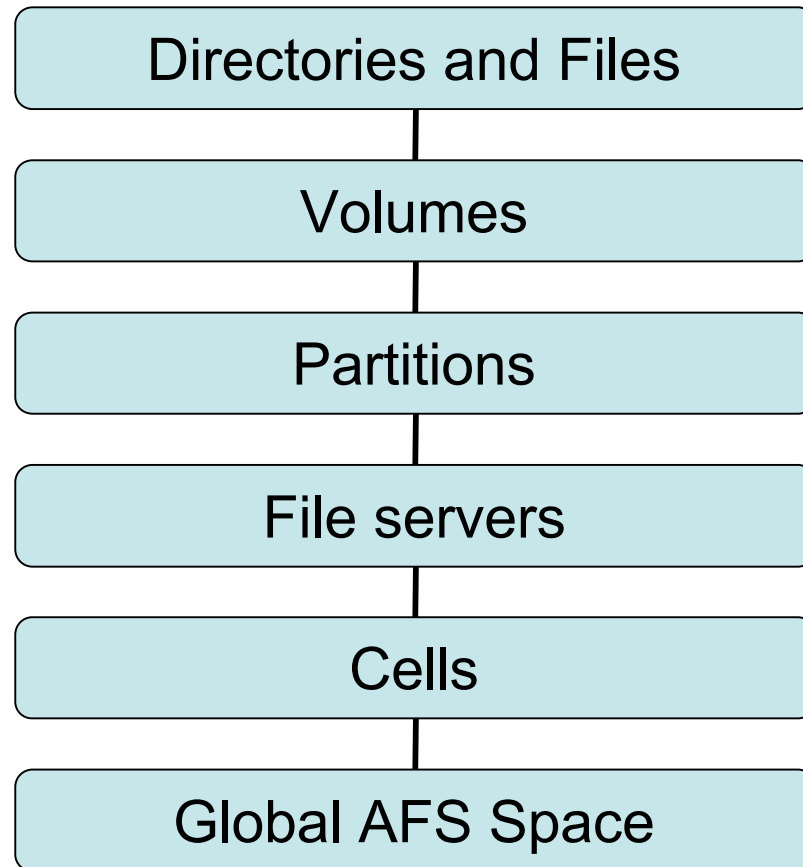 Directories and Files
Volumes
Partitions
File servers
Cells
Global AFS Space